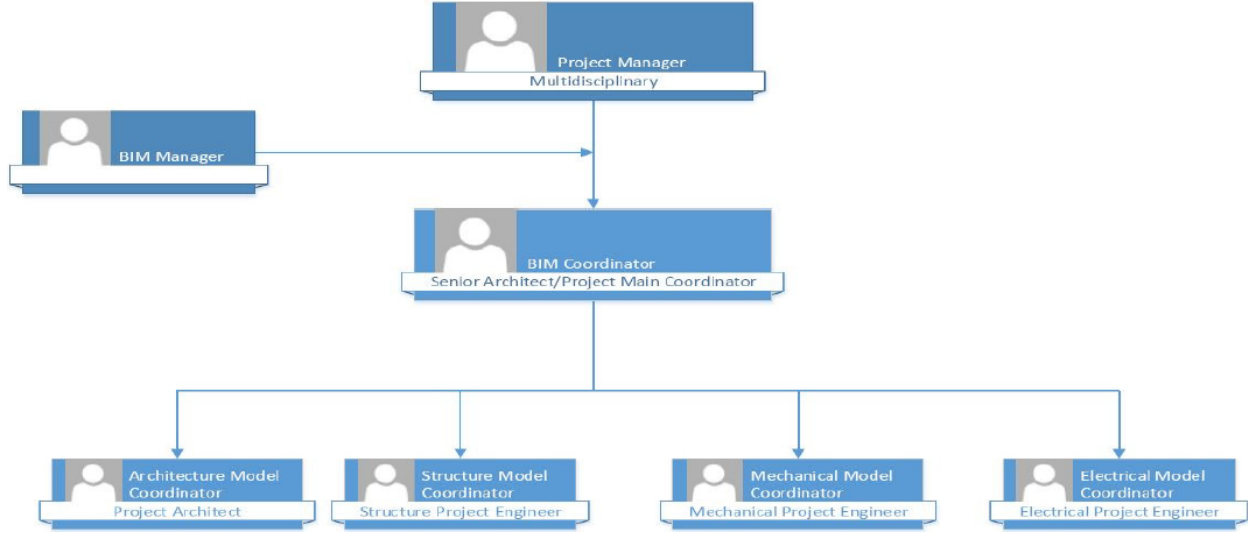 Project Manager
Multidisciplinary
BIM Manager
BIM Coordinator
Senior Architect/Project Main Coordinator
Architecture Model
Coordinator
Project Architect
Structure Model
Coordinator
Structure Project Engineer
Mechanical Model
Coordinator
Mechanical Project Engineer
Electrical Model
Coordinator
Electrical Project Engineer